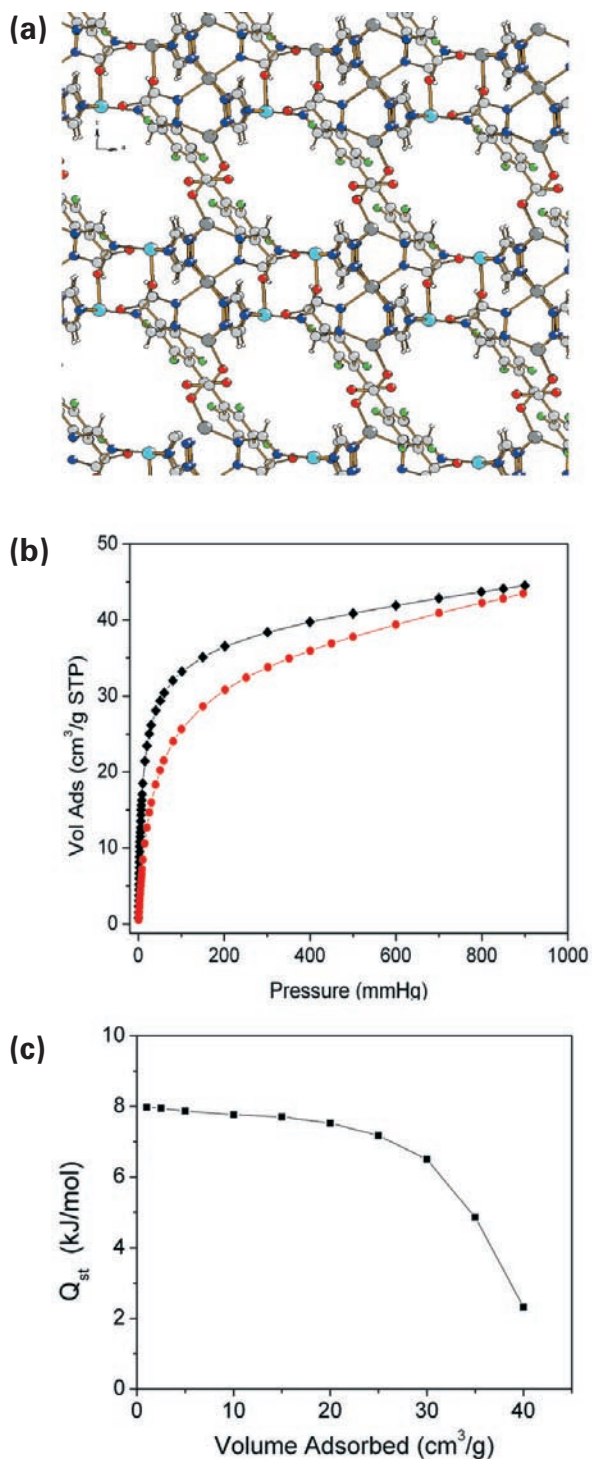 (a)
(b)
50
40
30
20
10
0
Vol Ads (cm³/g STP)
0 200 400 600 800 1000
Pressure (mmHg)
(c)
10
8
6
4
2
0
Qst (kJ/mol)
0 10 20 30 40
Volume Adsorbed (cm³/g)